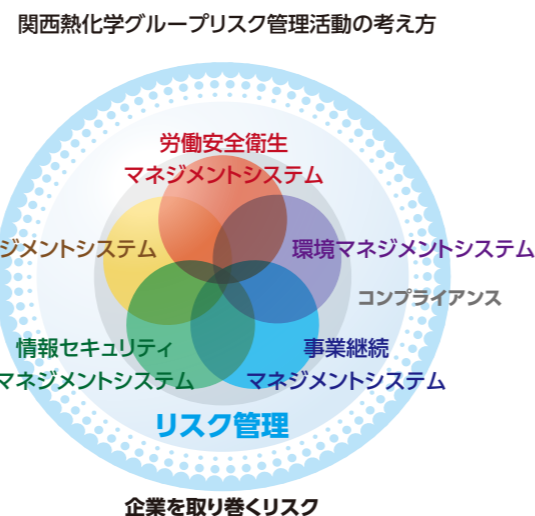 関西熱化学グループリスク管理活動の考え方
労働安全衛生
マネジメントシステム
ジメントシステム
環境マネジメントシステム
コンプライアンス
情報セキュリティ
マネジメントシステム
事業継続
マネジメントシステム
リスク管理
企業を取り巻くリスク